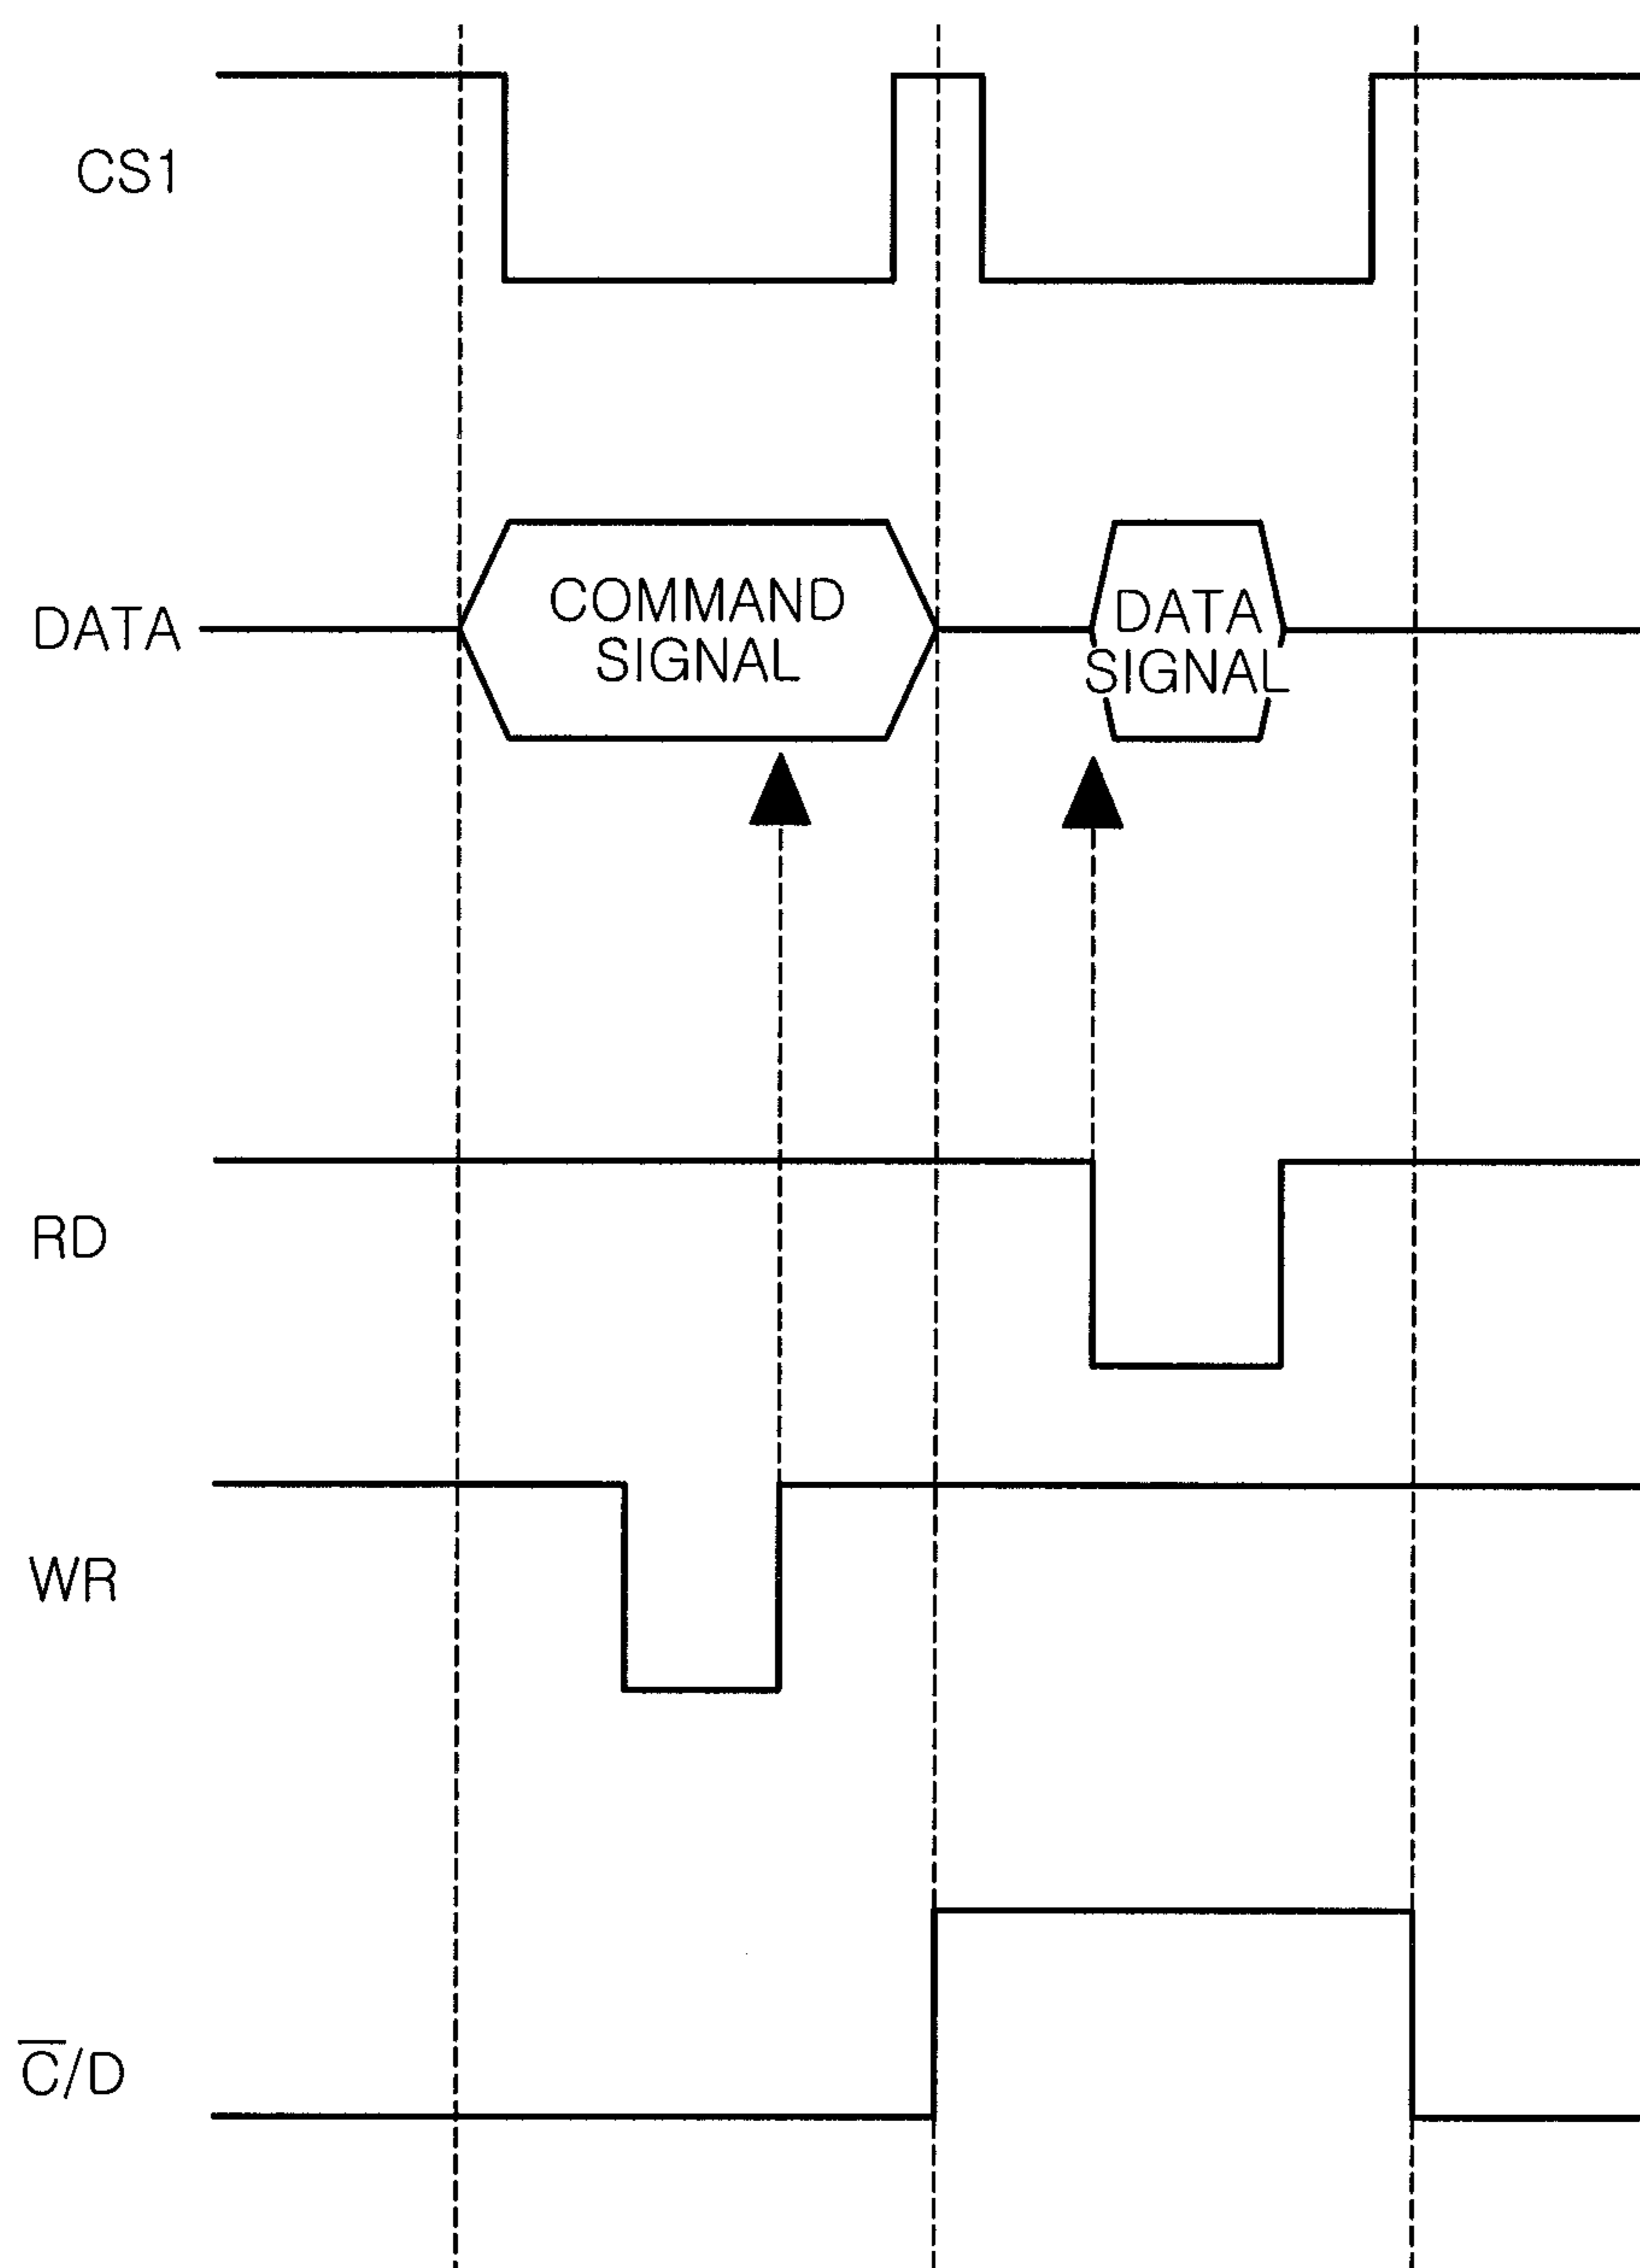 CS1
DATA
COMMAND
SIGNAL
DATA
SIGNAL
RD
WR
C̅/D